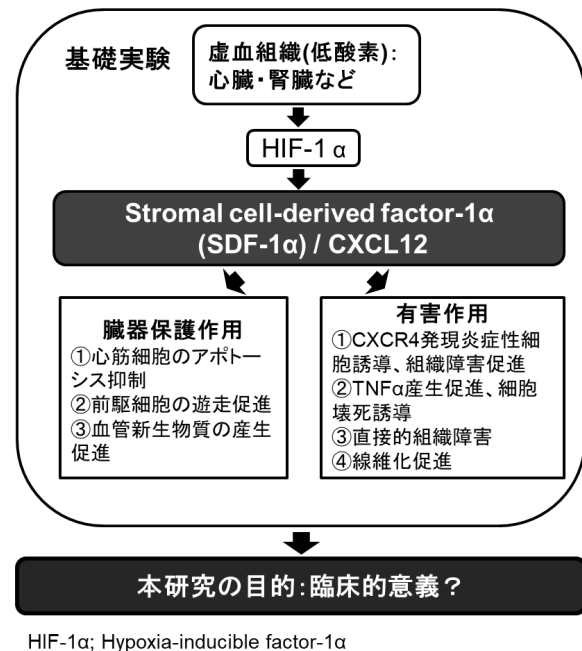 基礎実験
虚血組織(低酸素):
心臓・腎臓など
HIF-1α
Stromal cell-derived factor-1α
(SDF-1α) / CXCL12
臓器保護作用
①心筋細胞のアポトー
シス抑制
②前駆細胞の遊走促進
③血管新生物質の産生
促進
有害作用
①CXCR4発現炎症性細
胞誘導、組織障害促進
②TNFα産生促進、細胞
壊死誘導
③直接的組織障害
④線維化促進
本研究の目的:臨床的意義?
HIF-1α; Hypoxia-inducible factor-1α